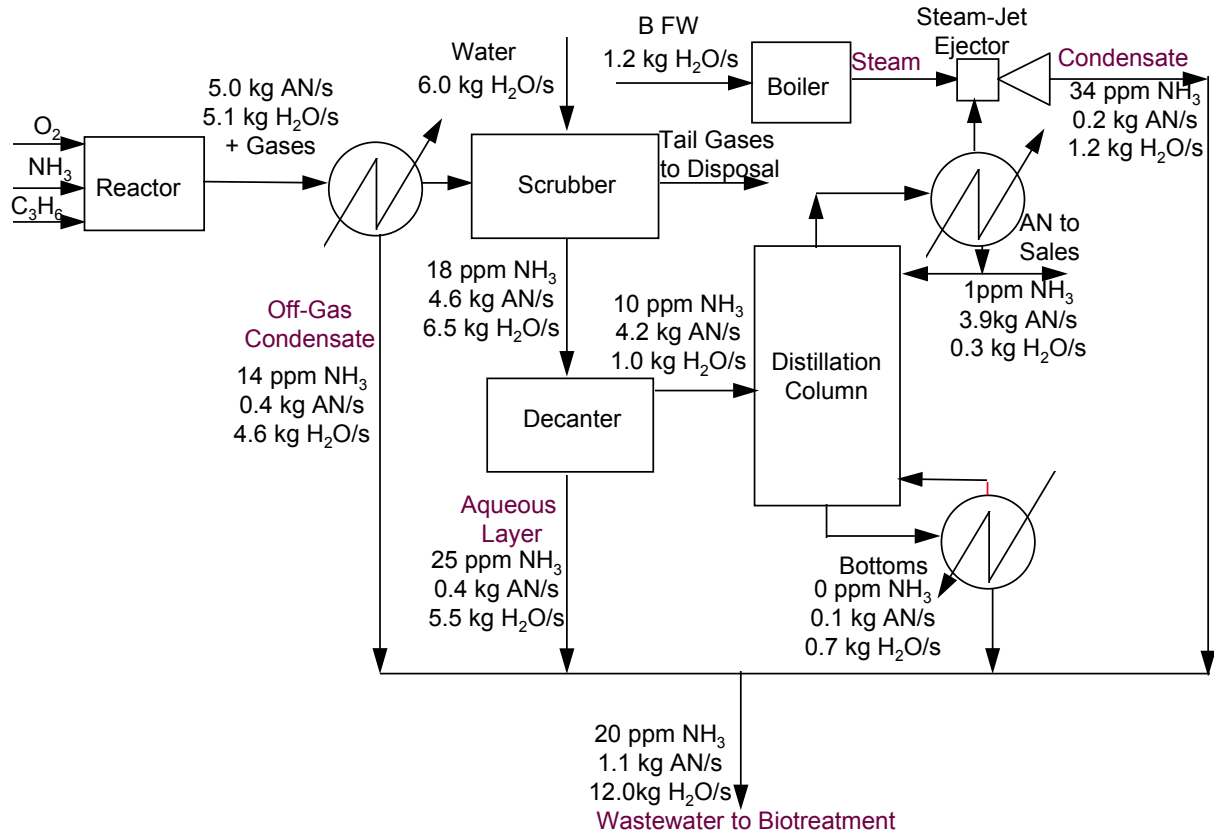 Steam-Jet
Ejector
B FW
1.2 kg H₂O/s
Water
6.0 kg H₂O/s
Steam
Condensate
34 ppm NH₃
0.2 kg AN/s
1.2 kg H₂O/s
Boiler
5.0 kg AN/s
5.1 kg H₂O/s
+ Gases
O₂
NH₃
C₃H₆
Reactor
Scrubber
Tail Gases
to Disposal
AN to
Sales
1ppm NH₃
3.9kg AN/s
0.3 kg H₂O/s
18 ppm NH₃
4.6 kg AN/s
6.5 kg H₂O/s
10 ppm NH₃
4.2 kg AN/s
1.0 kg H₂O/s
Off-Gas
Condensate
14 ppm NH₃
0.4 kg AN/s
4.6 kg H₂O/s
Distillation
Column
Decanter
Aqueous
Layer
25 ppm NH₃
0.4 kg AN/s
5.5 kg H₂O/s
Bottoms
0 ppm NH₃
0.1 kg AN/s
0.7 kg H₂O/s
20 ppm NH₃
1.1 kg AN/s
12.0kg H₂O/s
Wastewater to Biotreatment